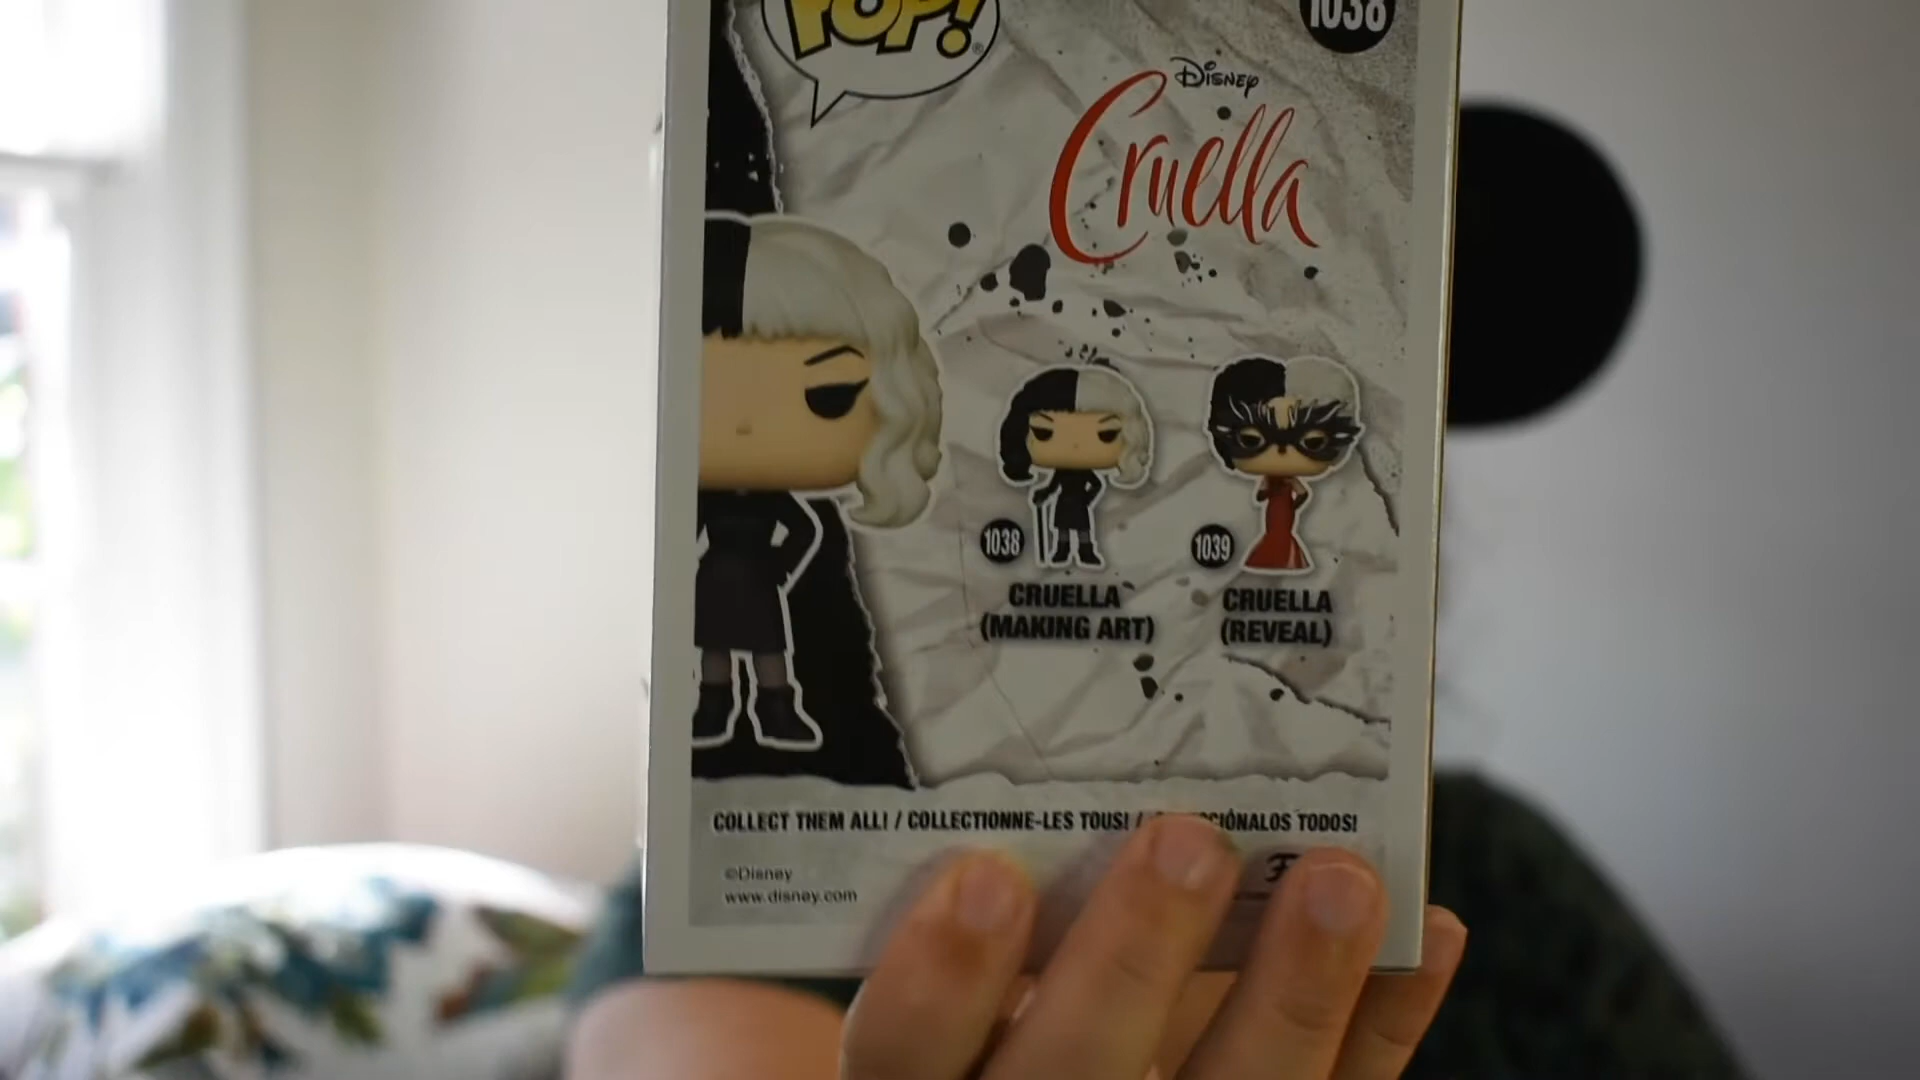 POP!
1038
Disney
Cruella
1038
1039
CRUELLA
(MAKING ART)
CRUELLA
(REVEAL)
COLLECT THEM ALL! / COLLECTIONNE-LES TOUS! / TODOS!
©Disney
www.disney.com